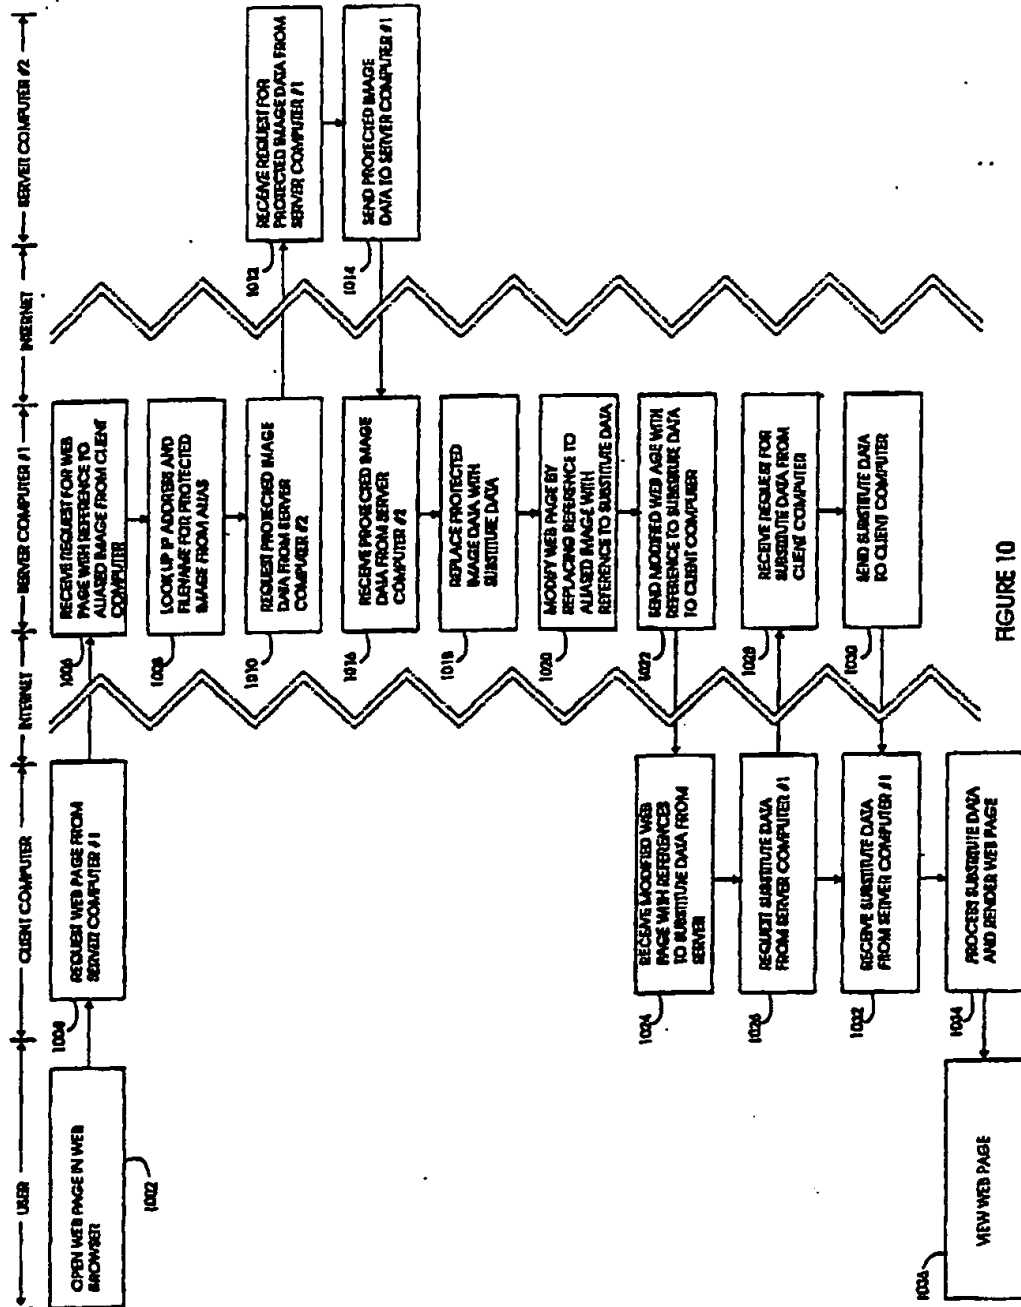 USER
CLIENT COMPUTER
INTERNET
SERVER COMPUTER #1
INTERNET
SERVER COMPUTER #2
OPEN WEB PAGE IN WEB
BROWSER
1002
REQUEST WEB PAGE FROM
SERVER COMPUTER #1
1004
RECEIVE REQUEST FOR WEB
PAGE WITH REFERENCE TO
ALIASED IMAGE FROM CLIENT
COMPUTER
1006
LOOK UP IP ADDRESS AND
FILENAME FOR PROTECTED
IMAGE FROM ALIAS
1008
REQUEST PROTECTED IMAGE
DATA FROM SERVER
COMPUTER #2
1010
RECEIVE REQUEST FOR
PROTECTED IMAGE DATA FROM
SERVER COMPUTER #1
1012
SEND PROTECTED IMAGE
DATA TO SERVER COMPUTER #1
1014
RECEIVE PROTECTED IMAGE
DATA FROM SERVER
COMPUTER #2
1016
REPLACE PROTECTED
IMAGE DATA WITH
SUBSTITUTE DATA
1018
MODIFY WEB PAGE BY
REPLACING REFERENCE TO
ALIASED IMAGE WITH
REFERENCE TO SUBSTITUTE DATA
1020
SEND MODIFIED WEB AGE WITH
REFERENCE TO SUBSTITUTE DATA
TO CLIENT COMPUTER
1022
RECEIVE MODIFIED WEB
PAGE WITH REFERENCES
TO SUBSTITUTE DATA FROM
SERVER
1024
REQUEST SUBSTITUTE DATA
FROM SERVER COMPUTER #1
1026
RECEIVE REQUEST FOR
SUBSTITUTE DATA FROM
CLIENT COMPUTER
1028
SEND SUBSTITUTE DATA
TO CLIENT COMPUTER
1030
RECEIVE SUBSTITUTE DATA
FROM SERVER COMPUTER #1
1032
PROCESS SUBSTITUTE DATA
AND RENDER WEB PAGE
1034
VIEW WEB PAGE
1036
FIGURE 10